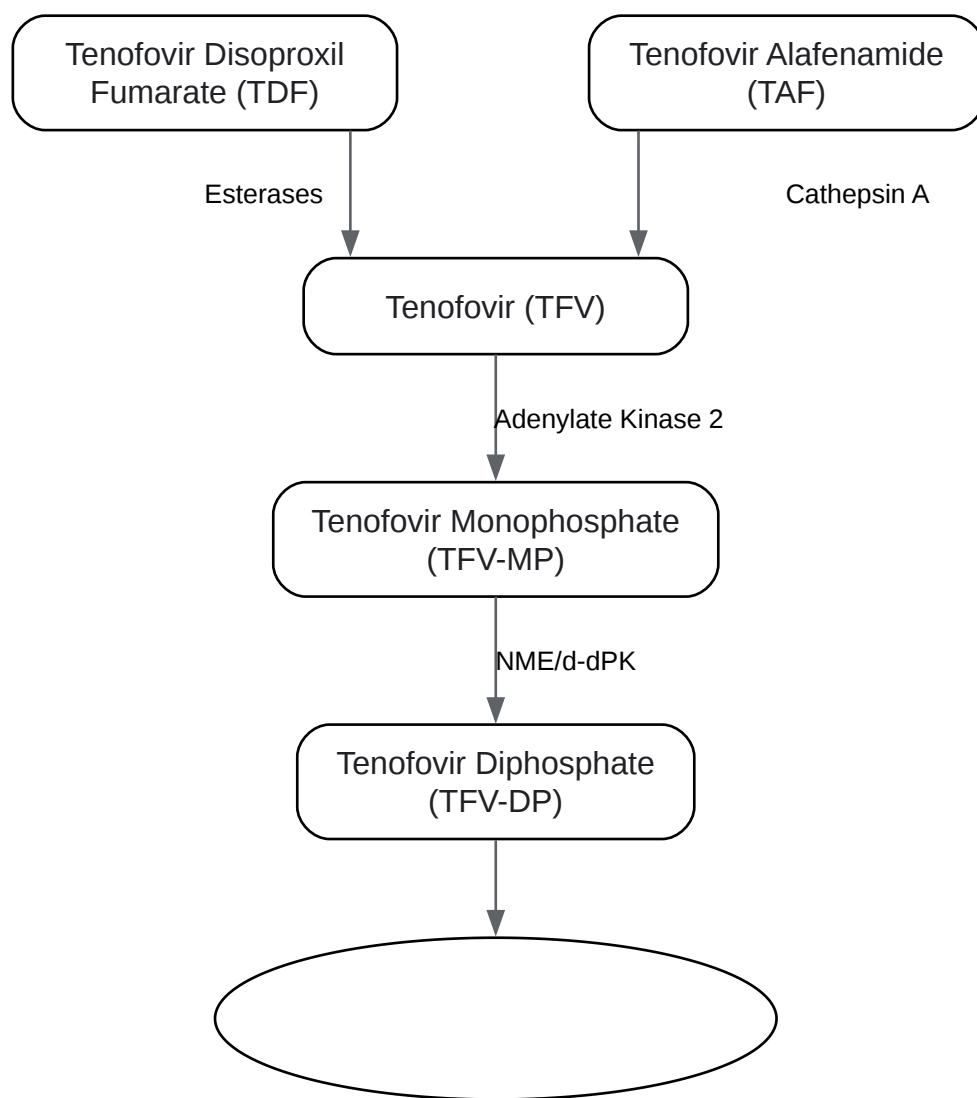 Tenofovir Disoproxil
Fumarate (TDF)
Tenofovir Alafenamide
(TAF)
Esterases
Cathepsin A
Tenofovir (TFV)
Adenylate Kinase 2
Tenofovir Monophosphate
(TFV-MP)
NME/d-dPK
Tenofovir Diphosphate
(TFV-DP)